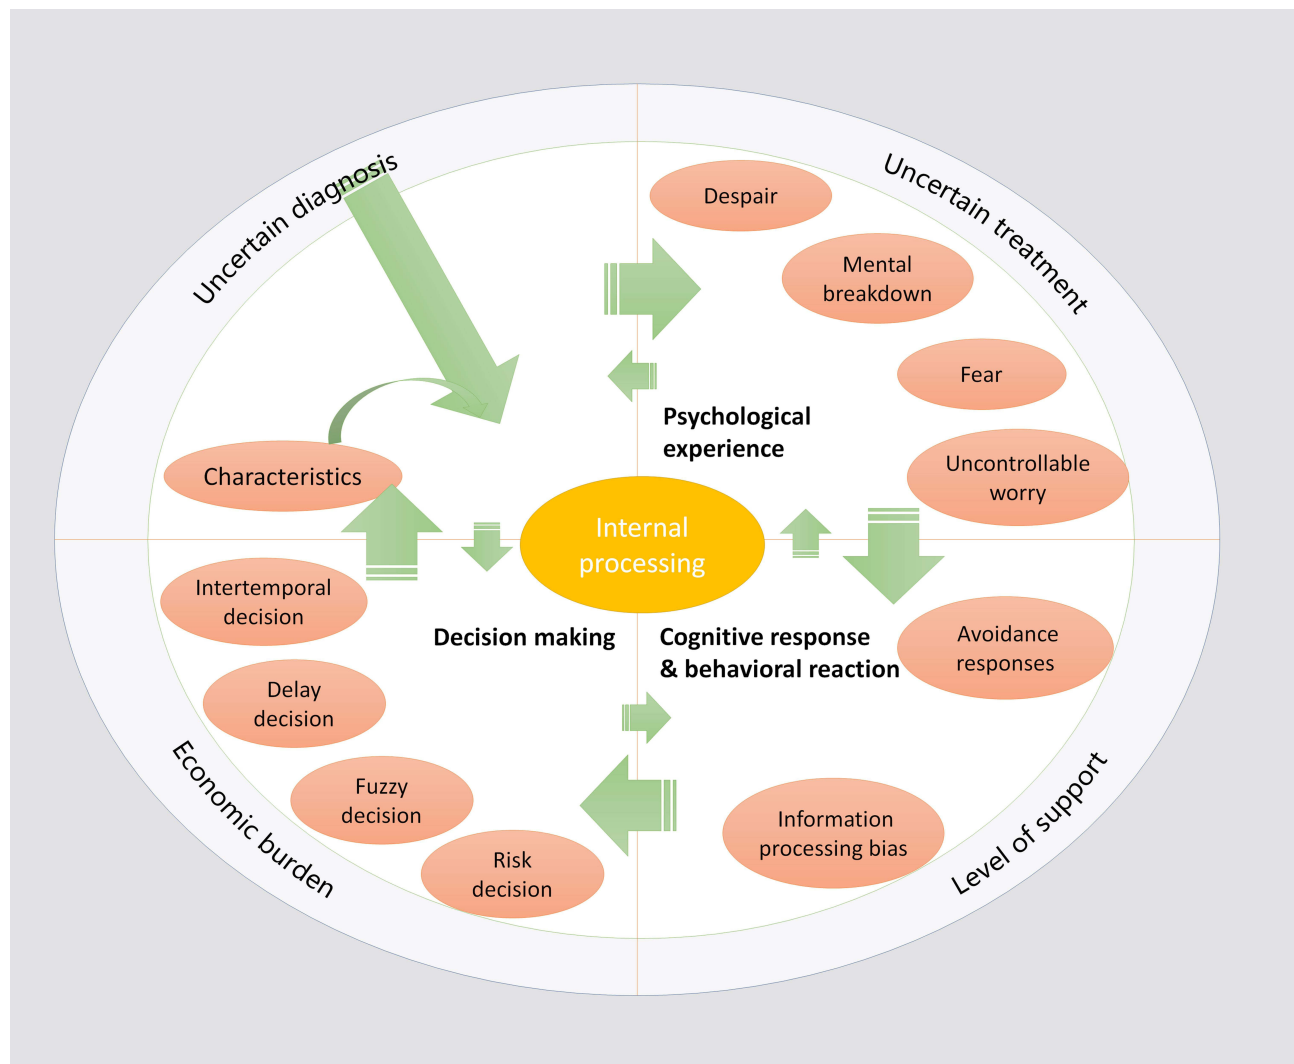 Uncertain diagnosis
Uncertain treatment
Despair
Mental
breakdown
Fear
Uncontrollable
worry
Psychological
experience
Characteristics
Internal
processing
Intertemporal
decision
Delay
decision
Fuzzy
decision
Risk
decision
Decision making
Cognitive response
& behavioral reaction
Avoidance
responses
Information
processing bias
Economic burden
Level of support